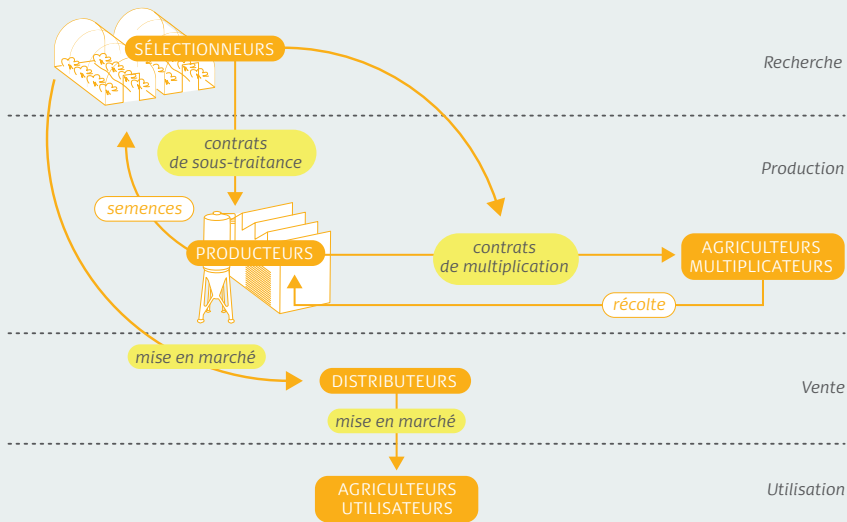 SÉLECTIONNEURS
Recherche
contrats
de sous-traitance
Production
semences
PRODUCTEURS
contrats
de multiplication
AGRICULTEURS
MULTIPLICATEURS
récolte
mise en marché
DISTRIBUTEURS
Vente
mise en marché
AGRICULTEURS
UTILISATEURS
Utilisation